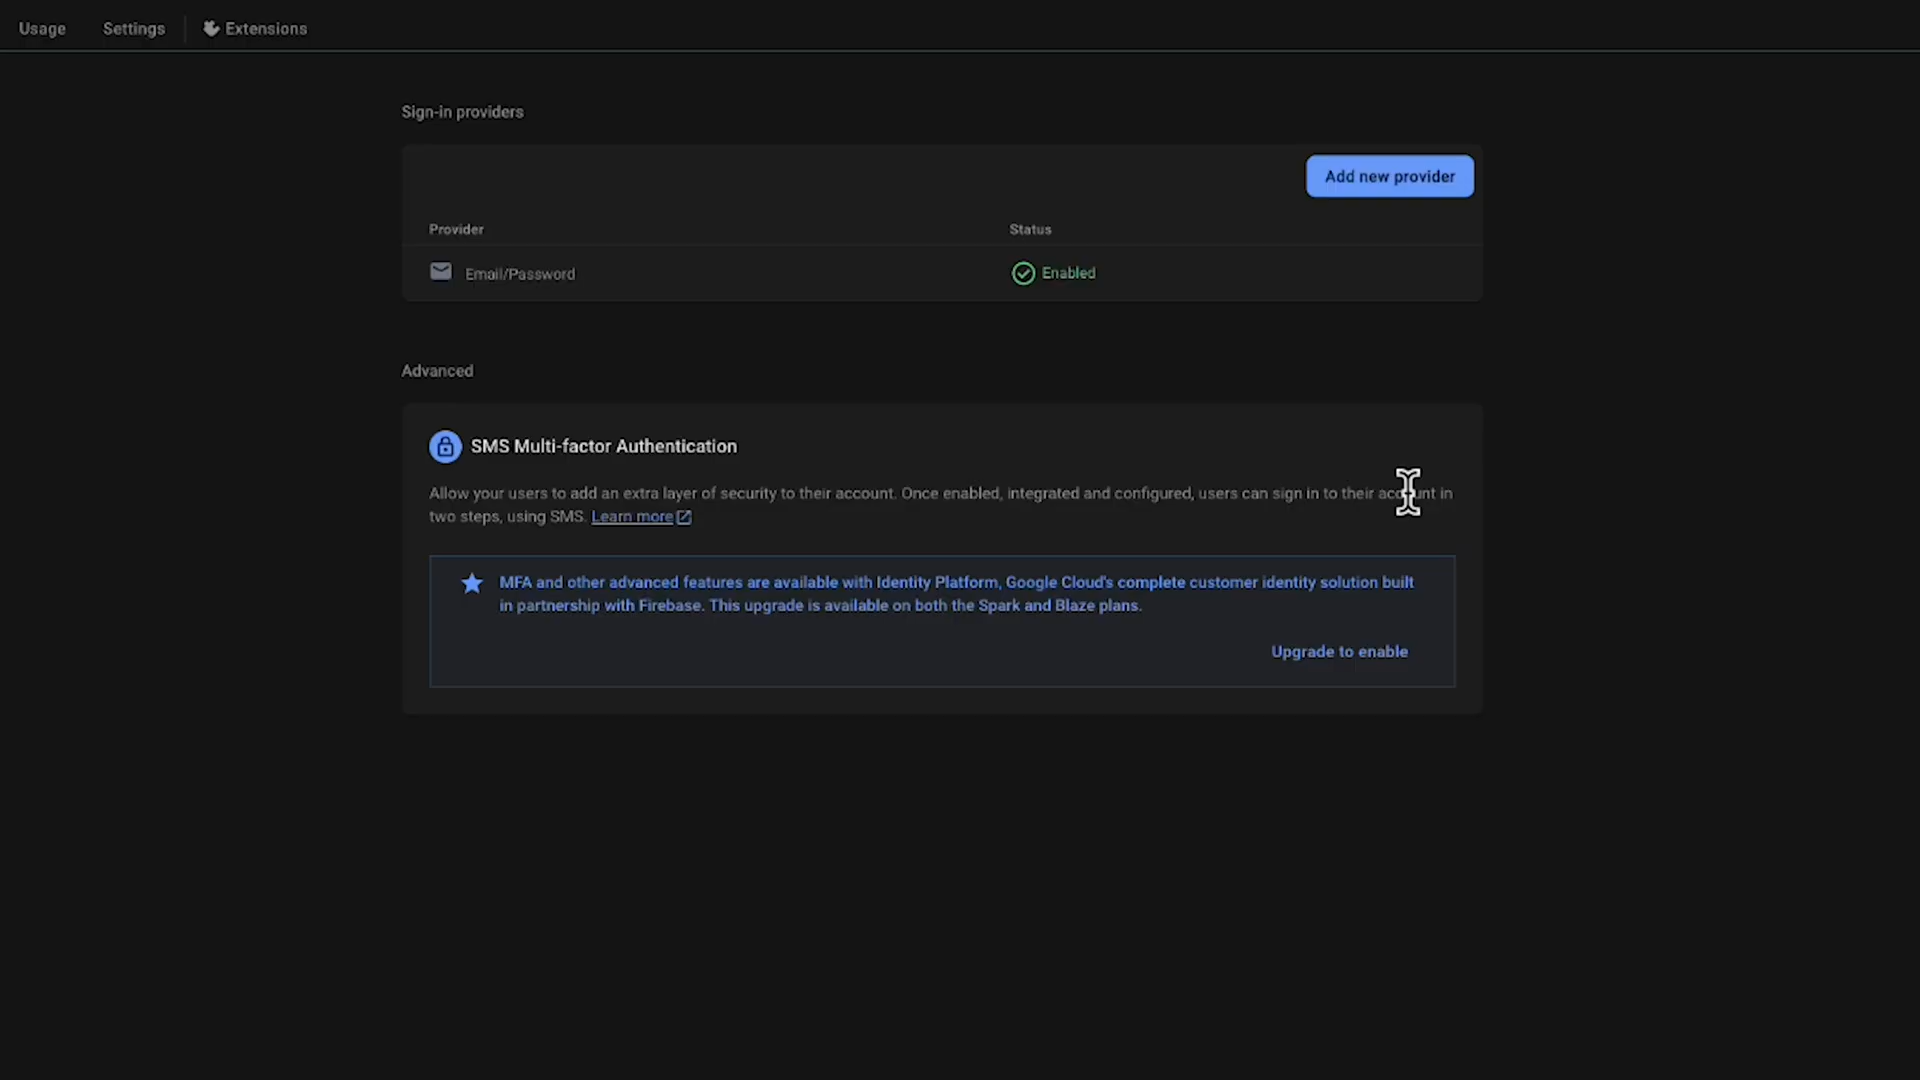 Usage Settings Extensions
Sign-in providers
Add new provider
Provider Status
Email/Password Enabled
Advanced
SMS Multi-factor Authentication
Allow your users to add an extra layer of security to their account. Once enabled, integrated and configured, users can sign in to their account in
two steps, using SMS. Learn more
MFA and other advanced features are available with Identity Platform, Google Cloud's complete customer identity solution built
in partnership with Firebase. This upgrade is available on both the Spark and Blaze plans.
Upgrade to enable